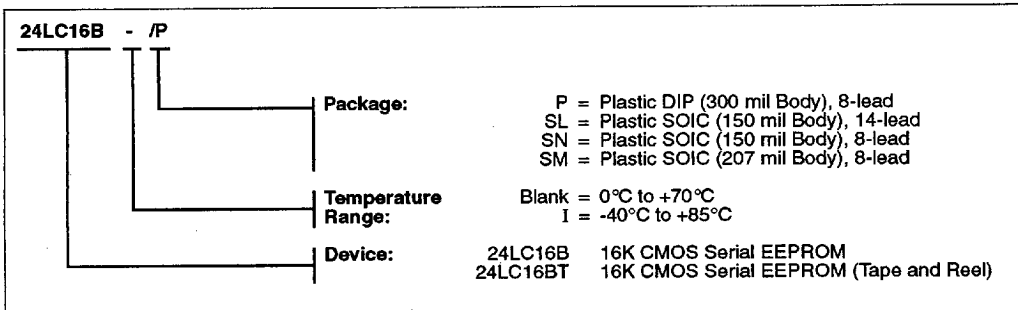 24LC16B - /P
Package: P = Plastic DIP (300 mil Body), 8-lead
SL = Plastic SOIC (150 mil Body), 14-lead
SN = Plastic SOIC (150 mil Body), 8-lead
SM = Plastic SOIC (207 mil Body), 8-lead
Temperature Blank = 0°C to +70°C
Range: I = -40°C to +85°C
Device: 24LC16B 16K CMOS Serial EEPROM
24LC16BT 16K CMOS Serial EEPROM (Tape and Reel)